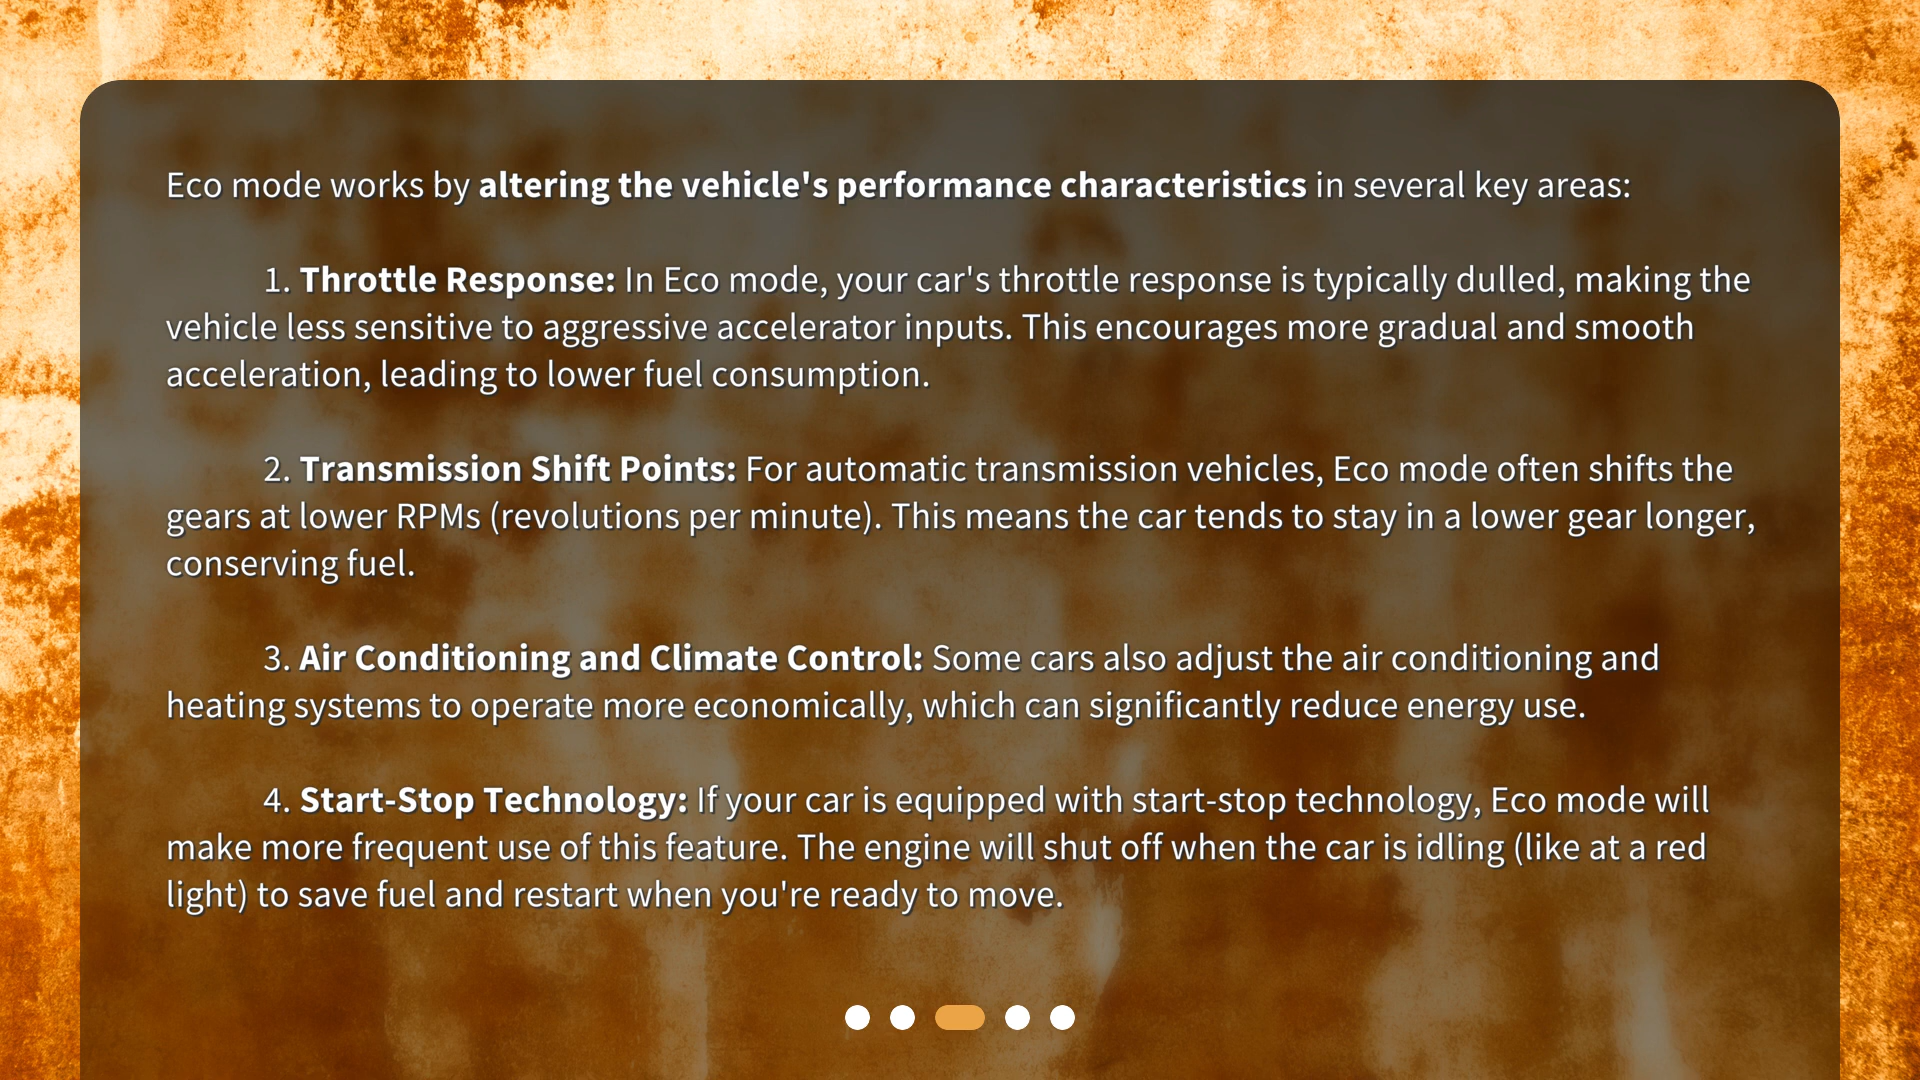 Eco mode works by altering the vehicle's performance characteristics in several key areas:
1. Throttle Response: In Eco mode, your car's throttle response is typically dulled, making the
vehicle less sensitive to aggressive accelerator inputs. This encourages more gradual and smooth
acceleration, leading to lower fuel consumption.
2. Transmission Shift Points: For automatic transmission vehicles, Eco mode often shifts the
gears at lower RPMs (revolutions per minute). This means the car tends to stay in a lower gear longer,
conserving fuel.
3. Air Conditioning and Climate Control: Some cars also adjust the air conditioning and
heating systems to operate more economically, which can significantly reduce energy use.
4. Start-Stop Technology: If your car is equipped with start-stop technology, Eco mode will
make more frequent use of this feature. The engine will shut off when the car is idling (like at a red
light) to save fuel and restart when you're ready to move.